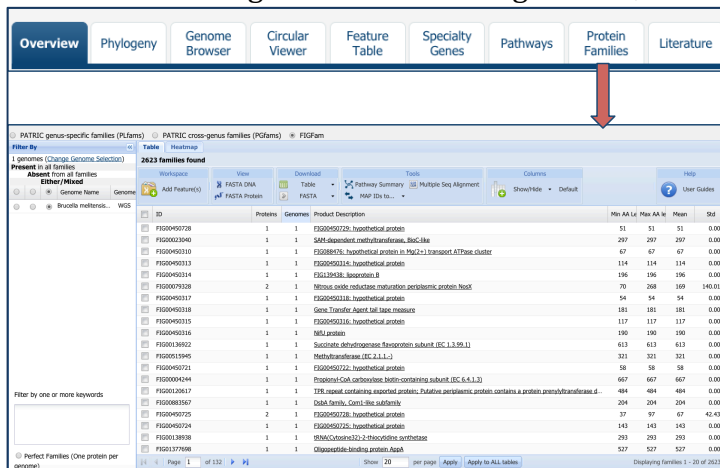 Overview Phylogeny Genome Browser Circular Viewer Feature Table Specialty Genes Pathways Protein Families Literature
PATRIC genus-specific families (PLfams) PATRIC cross-genus families (PGfams) FIGFam
Filter By « Table Heatmap
1 genomes (Change Genome Selection)
Present in all families
Absent from all families
Either/Mixed
Genome Name Genome
Brucella melitensis... WGS
Filter by one or more keywords
Perfect Families (One protein per genome)
2623 families found
Workspace View Download Tools Columns Help
Add Feature(s) FASTA DNA Table Pathway Summary Multiple Seq Alignment Show/Hide Default User Guides
FASTA Protein FASTA MAP IDs to...
ID Proteins Genomes Product Description Min AA Le Max AA le Mean Std
FIG00450728 1 1 FIG00450729: hypothetical protein 51 51 51 0.00
FIG00023040 1 1 SAM-dependent methyltransferase, BioC-like 297 297 297 0.00
FIG00450310 1 1 FIG088476: hypothetical protein in Mg(2+) transport ATPase cluster 67 67 67 0.00
FIG00450313 1 1 FIG00450314: hypothetical protein 114 114 114 0.00
FIG00450314 1 1 FIG139438: lipoprotein B 196 196 196 0.00
FIG00079328 2 1 Nitrous oxide reductase maturation periplasmic protein NosX 70 268 169 140.01
FIG00450317 1 1 FIG00450318: hypothetical protein 54 54 54 0.00
FIG00450318 1 1 Gene Transfer Agent tail tape measure 181 181 181 0.00
FIG00450315 1 1 FIG00450316: hypothetical protein 117 117 117 0.00
FIG00450316 1 1 NifU protein 190 190 190 0.00
FIG00136922 1 1 Succinate dehydrogenase flavoprotein subunit (EC 1.3.99.1) 613 613 613 0.00
FIG00515945 1 1 Methyltransferase (EC 2.1.1.-) 321 321 321 0.00
FIG00450721 1 1 FIG00450722: hypothetical protein 58 58 58 0.00
FIG00004244 1 1 Propionyl-CoA carboxylase biotin-containing subunit (EC 6.4.1.3) 667 667 667 0.00
FIG00120617 1 1 TPR repeat containing exported protein; Putative periplasmic protein contains a protein prenylyltransferase d... 484 484 484 0.00
FIG00883567 1 1 DsbA family, Com1-like subfamily 204 204 204 0.00
FIG00450725 2 1 FIG00450728: hypothetical protein 37 97 67 42.43
FIG00450724 1 1 FIG00450725: hypothetical protein 143 143 143 0.00
FIG00138938 1 1 tRNA(Cytosine32)-2-thiocytidine synthetase 293 293 293 0.00
FIG01377698 1 1 Oligopeptide-binding protein AppA 527 527 527 0.00
Page 1 of 132 Show 20 per page Apply Apply to ALL tables Displaying families 1 - 20 of 2623